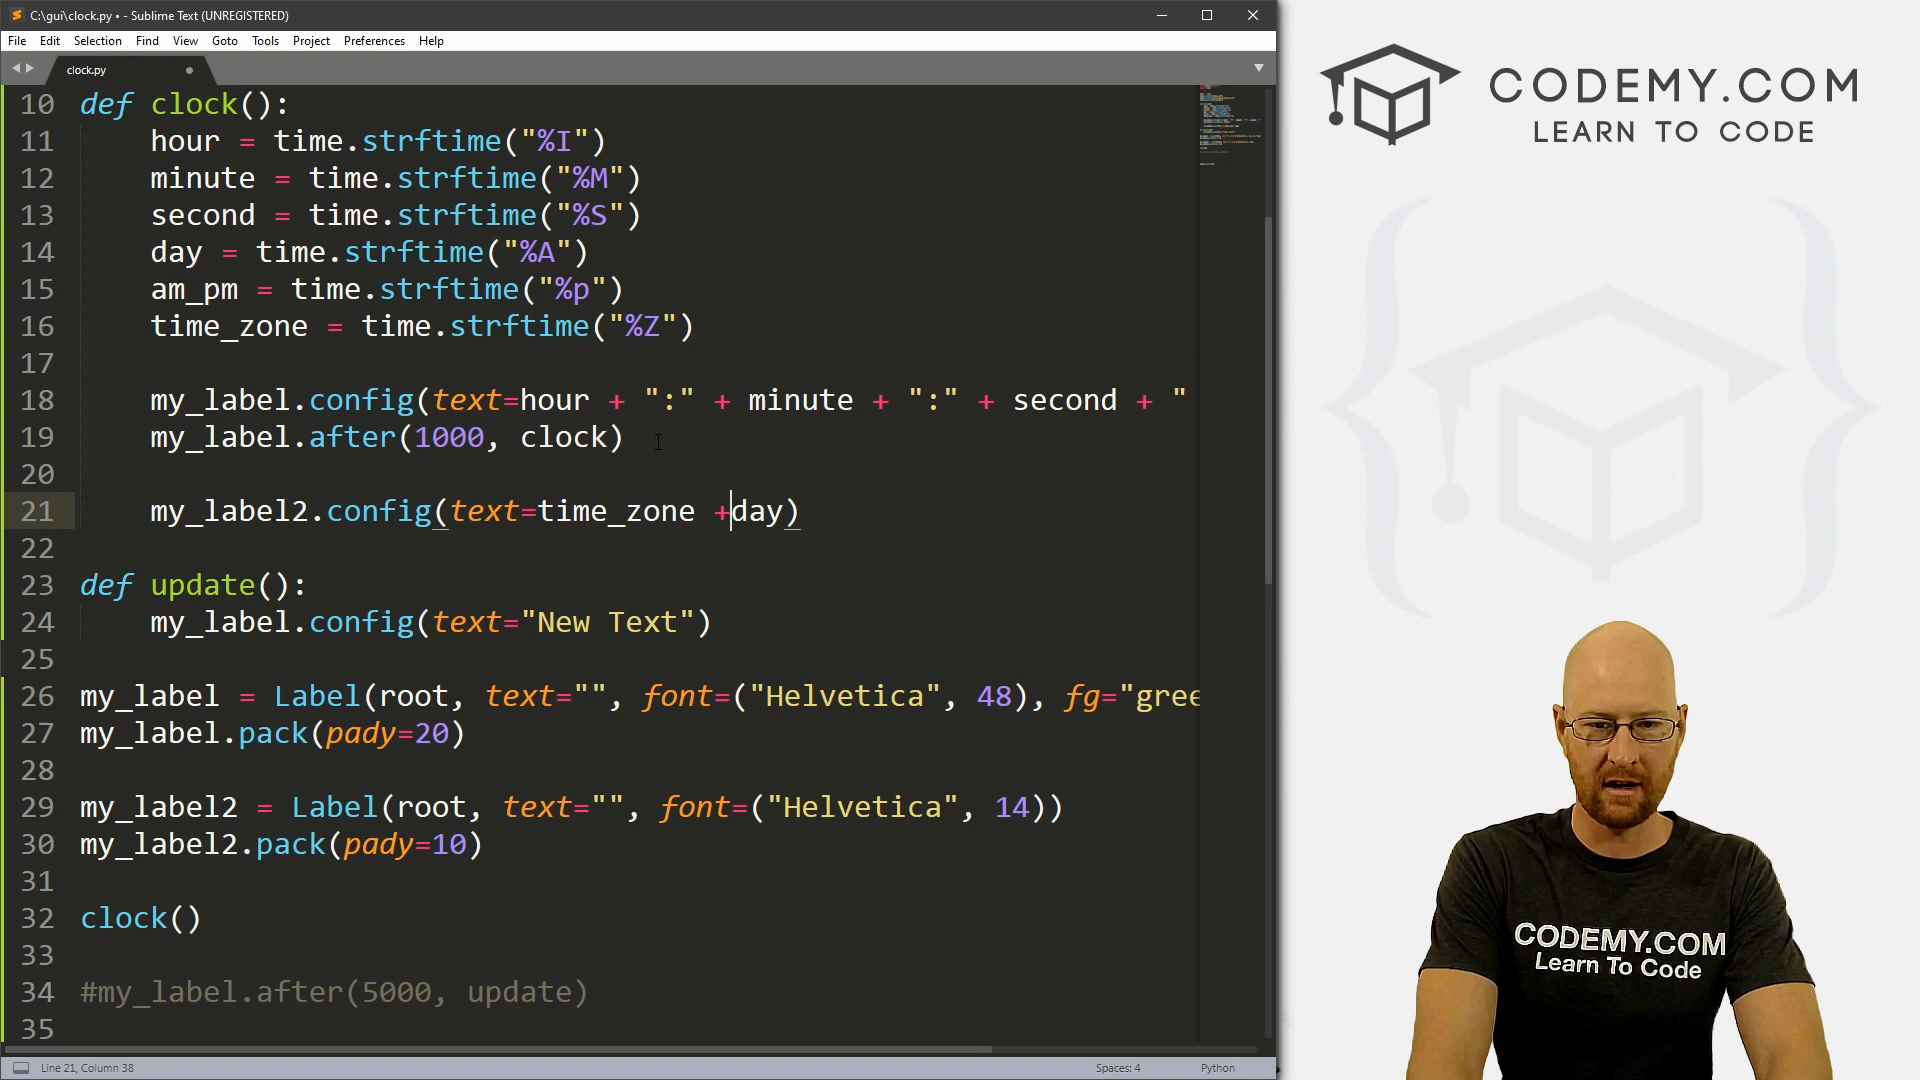 C:\gui\clock.py • - Sublime Text (UNREGISTERED)
File Edit Selection Find View Goto Tools Project Preferences Help
clock.py
10 def clock():
11 hour = time.strftime("%I")
12 minute = time.strftime("%M")
13 second = time.strftime("%S")
14 day = time.strftime("%A")
15 am_pm = time.strftime("%p")
16 time_zone = time.strftime("%Z")
17
18 my_label.config(text=hour + ":" + minute + ":" + second + "
19 my_label.after(1000, clock)
20
21 my_label2.config(text=time_zone +day)
22
23 def update():
24 my_label.config(text="New Text")
25
26 my_label = Label(root, text="", font=("Helvetica", 48), fg="gree
27 my_label.pack(pady=20)
28
29 my_label2 = Label(root, text="", font=("Helvetica", 14))
30 my_label2.pack(pady=10)
31
32 clock()
33
34 #my_label.after(5000, update)
35
Line 21, Column 38 Spaces: 4 Python
CODEMY.COM
LEARN TO CODE
CODEMY.COM
Learn To Code